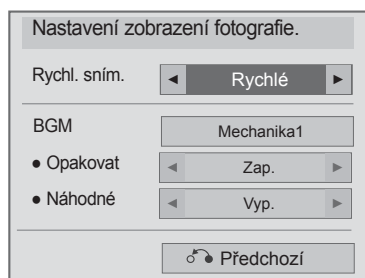 Nastavení zobrazení fotografie.
Rychl. sním. ◄ Rychlé ►
BGM Mechanika1
● Opakovat ◄ Zap. ►
● Náhodné ◄ Vyp. ►
Předchozí